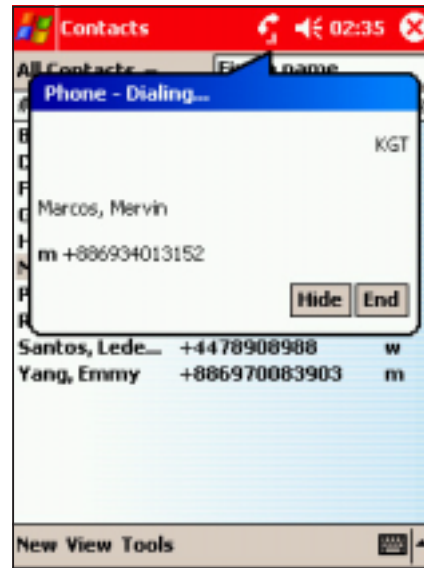 Contacts 02:35
All Contacts
name
Phone - Dialing...
KGT
Marcos, Mervin
m +886934013152
Hide End
Santos, Lede... +4478908988 w
Yang, Emmy +886970083903 m
New View Tools